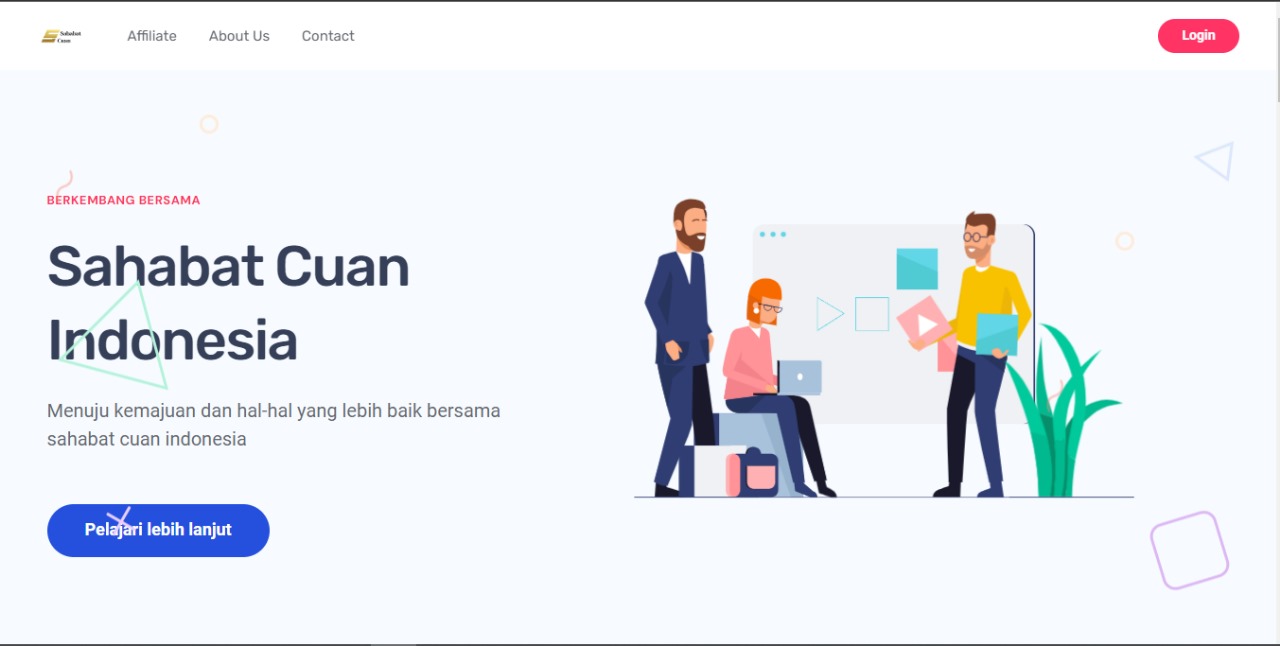 Sahabat
Cuan
Affiliate
About Us
Contact
Login
BERKEMBANG BERSAMA
Sahabat Cuan
Indonesia
Menuju kemajuan dan hal-hal yang lebih baik bersama
sahabat cuan indonesia
Pelajari lebih lanjut